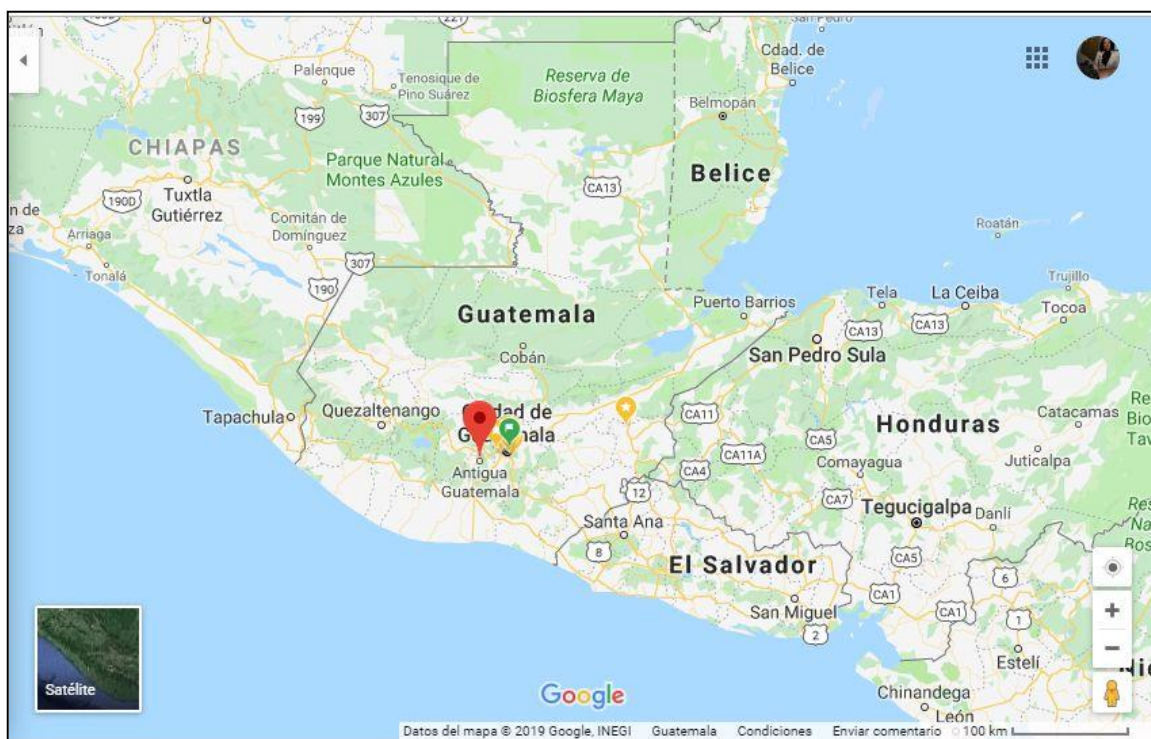 221
San Pedro
Cdad. de
Belice
Palenque
Tenosique de
Pino Suárez
Reserva de
Biosfera Maya
Belmopán
199
307
CHIAPAS
Parque Natural
Montes Azules
Belice
CA13
190D
Tuxtla
Gutiérrez
Comitán de
Domínguez
Arriaga
Tonalá
Roatán
307
190
Trujillo
Puerto Barrios
Tela
La Ceiba
Tocoa
Guatemala
CA13
CA13
San Pedro Sula
Cobán
Tapachula
Quezaltenango
Ciudad de
Guatemala
CA11
Honduras
Catacamas
CA5
CA11A
Juticalpa
Antigua
Guatemala
CA4
Comayagua
12
CA7
Tegucigalpa
Danlí
Santa Ana
8
El Salvador
CA5
6
CA1
CA1
San Miguel
2
1
Estelí
Satélite
Google
Chinandega
León
Datos del mapa © 2019 Google, INEGI Guatemala Condiciones Enviar comentario 100 km